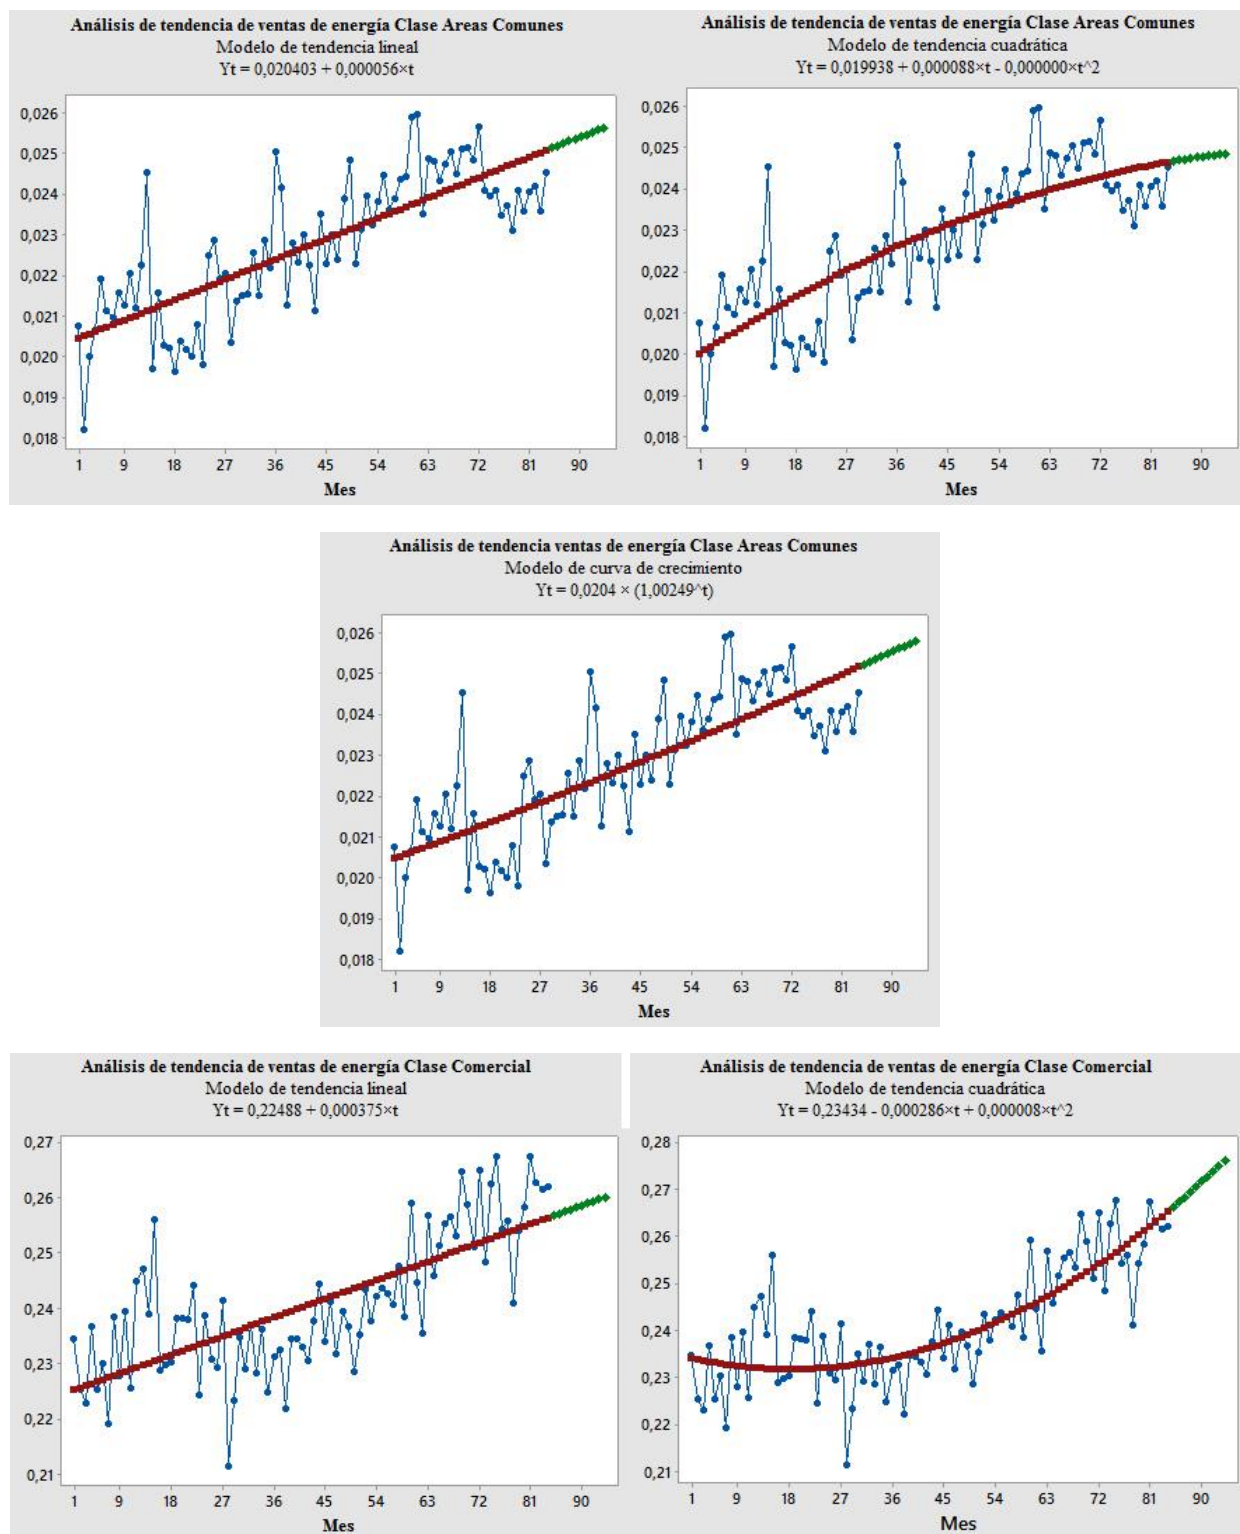 Análisis de tendencia de ventas de energía Clase Areas Comunes
Modelo de tendencia lineal
Yt = 0,020403 + 0,000056×t
0,026
0,025
0,024
0,023
0,022
0,021
0,020
0,019
0,018
1 9 18 27 36 45 54 63 72 81 90
Mes
Análisis de tendencia de ventas de energía Clase Areas Comunes
Modelo de tendencia cuadrática
Yt = 0,019938 + 0,000088×t - 0,000000×t^2
0,026
0,025
0,024
0,023
0,022
0,021
0,020
0,019
0,018
1 9 18 27 36 45 54 63 72 81 90
Mes
Análisis de tendencia ventas de energía Clase Areas Comunes
Modelo de curva de crecimiento
Yt = 0,0204 × (1,00249^t)
0,026
0,025
0,024
0,023
0,022
0,021
0,020
0,019
0,018
1 9 18 27 36 45 54 63 72 81 90
Mes
Análisis de tendencia de ventas de energía Clase Comercial
Modelo de tendencia lineal
Yt = 0,22488 + 0,000375×t
0,27
0,26
0,25
0,24
0,23
0,22
0,21
1 9 18 27 36 45 54 63 72 81 90
Mes
Análisis de tendencia de ventas de energía Clase Comercial
Modelo de tendencia cuadrática
Yt = 0,23434 - 0,000286×t + 0,000008×t^2
0,28
0,27
0,26
0,25
0,24
0,23
0,22
0,21
1 9 18 27 36 45 54 63 72 81 90
Mes